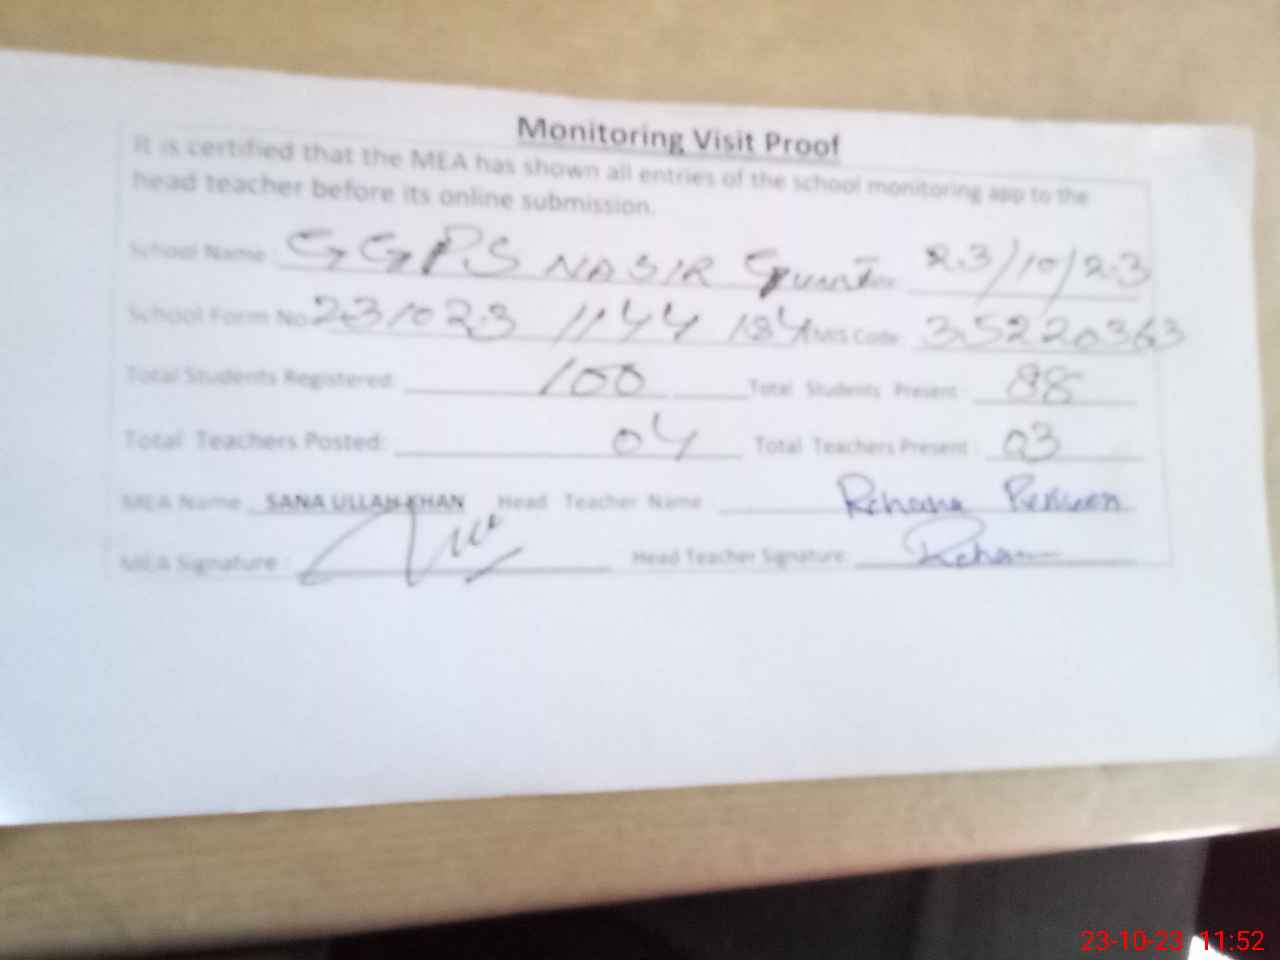 Monitoring Visit Proof
It is certified that the MEA has shown all entries of the school monitoring app to the
head teacher before its online submission.
School Name GGPS NASIR 23/10/23
School Form No 231023 1144 184 EMIS Code 35220363
Total Students Registered: 100 Total Students Present: 88
Total Teachers Posted: 04 Total Teachers Present: 03
MEA Name SANA ULLAH KHAN Head Teacher Name Rehana Perveen
MEA Signature: Head Teacher Signature: Rehan
23-10-23 11:52